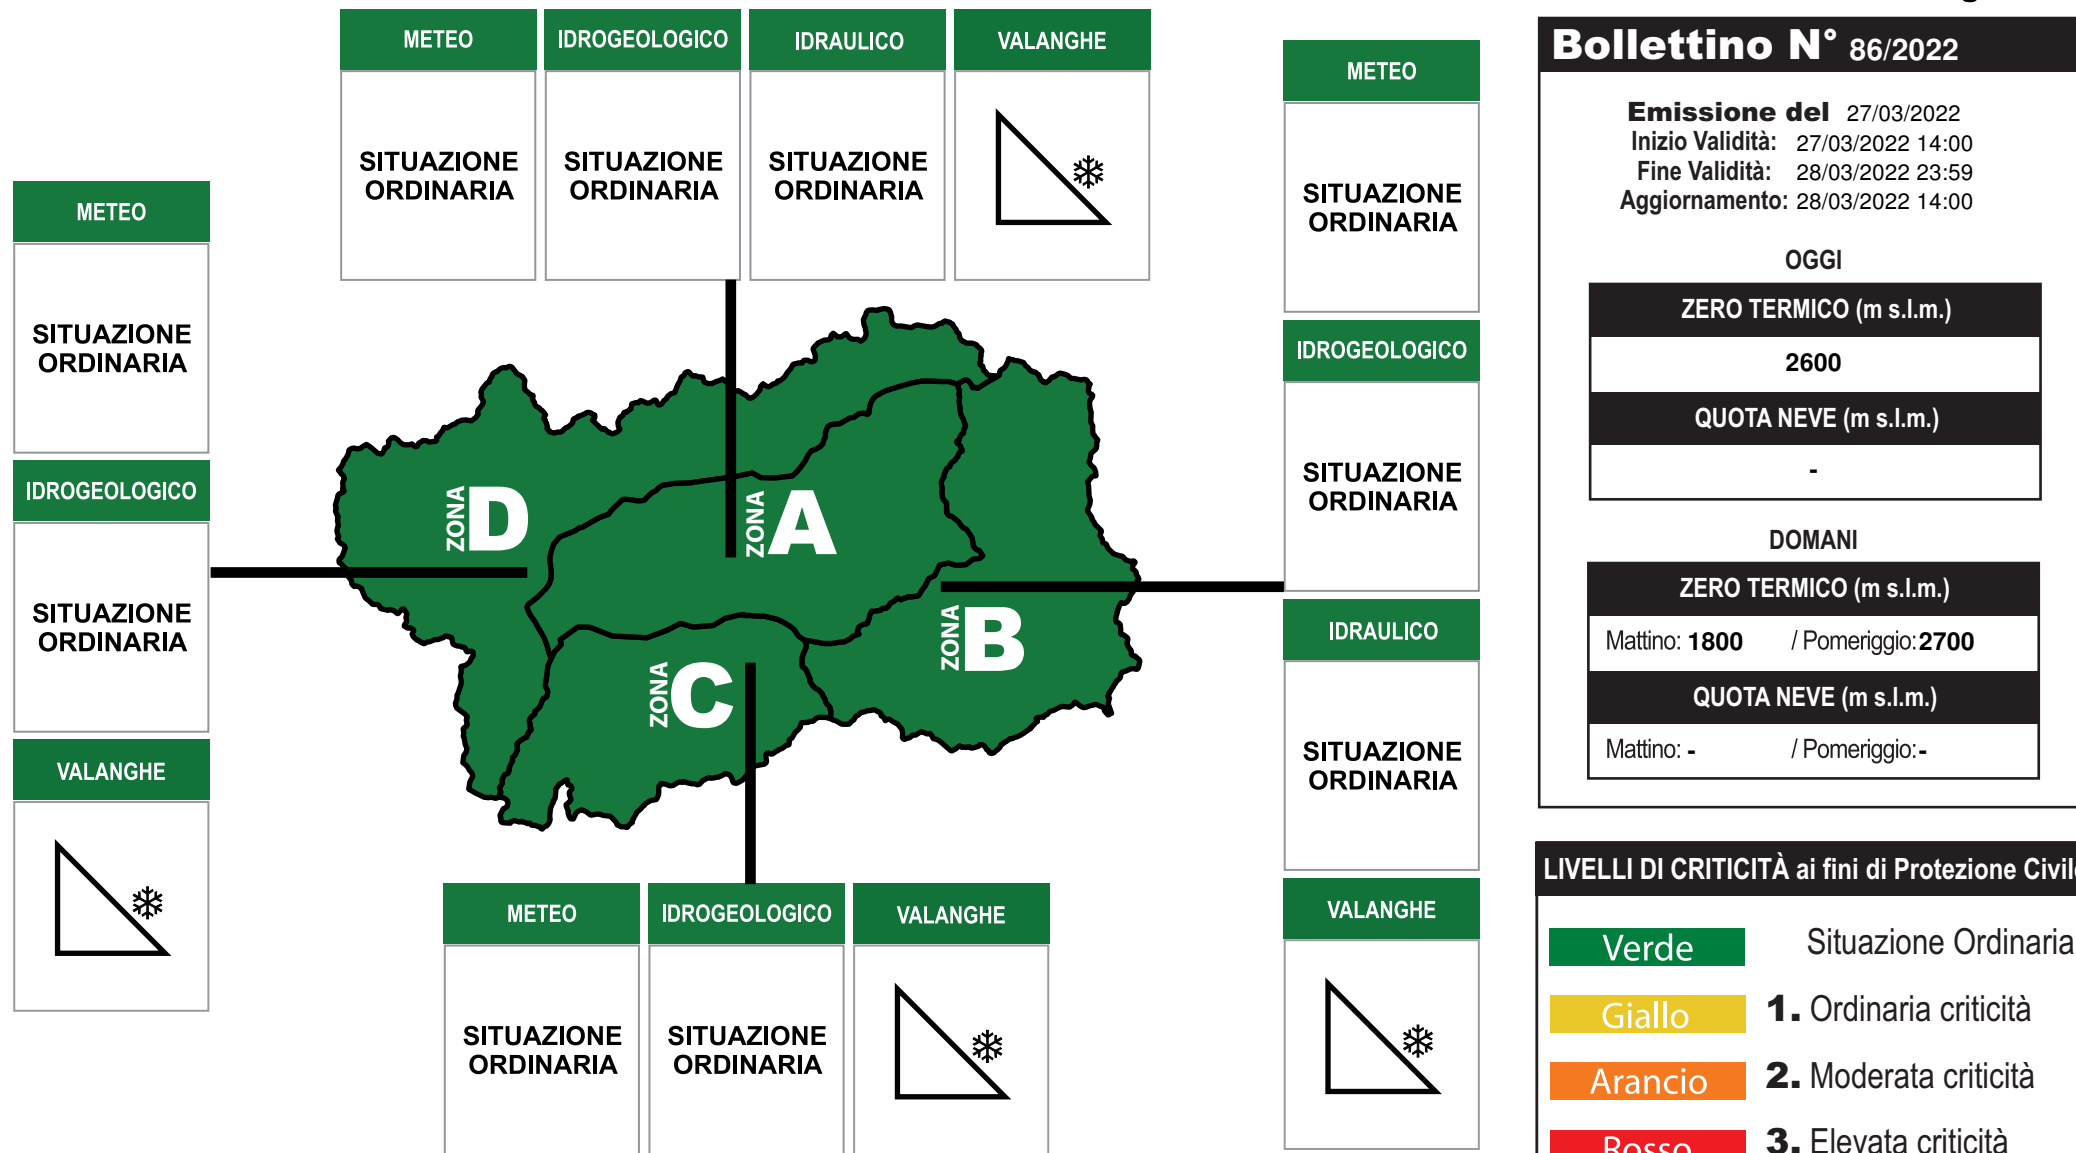 METEO
IDROGEOLOGICO
IDRAULICO
VALANGHE
SITUAZIONE
ORDINARIA
SITUAZIONE
ORDINARIA
SITUAZIONE
ORDINARIA
METEO
SITUAZIONE
ORDINARIA
IDROGEOLOGICO
SITUAZIONE
ORDINARIA
VALANGHE
ZONA D
ZONA A
ZONA B
ZONA C
METEO
IDROGEOLOGICO
VALANGHE
SITUAZIONE
ORDINARIA
SITUAZIONE
ORDINARIA
METEO
SITUAZIONE
ORDINARIA
IDROGEOLOGICO
SITUAZIONE
ORDINARIA
IDRAULICO
SITUAZIONE
ORDINARIA
VALANGHE
Bollettino N° 86/2022
Emissione del 27/03/2022
Inizio Validità: 27/03/2022 14:00
Fine Validità: 28/03/2022 23:59
Aggiornamento: 28/03/2022 14:00
OGGI
ZERO TERMICO (m s.l.m.)
2600
QUOTA NEVE (m s.l.m.)
-
DOMANI
ZERO TERMICO (m s.l.m.)
Mattino: 1800 / Pomeriggio: 2700
QUOTA NEVE (m s.l.m.)
Mattino: - / Pomeriggio: -
LIVELLI DI CRITICITÀ ai fini di Protezione Civile
Verde Situazione Ordinaria
Giallo 1. Ordinaria criticità
Arancio 2. Moderata criticità
Rosso 3. Elevata criticità